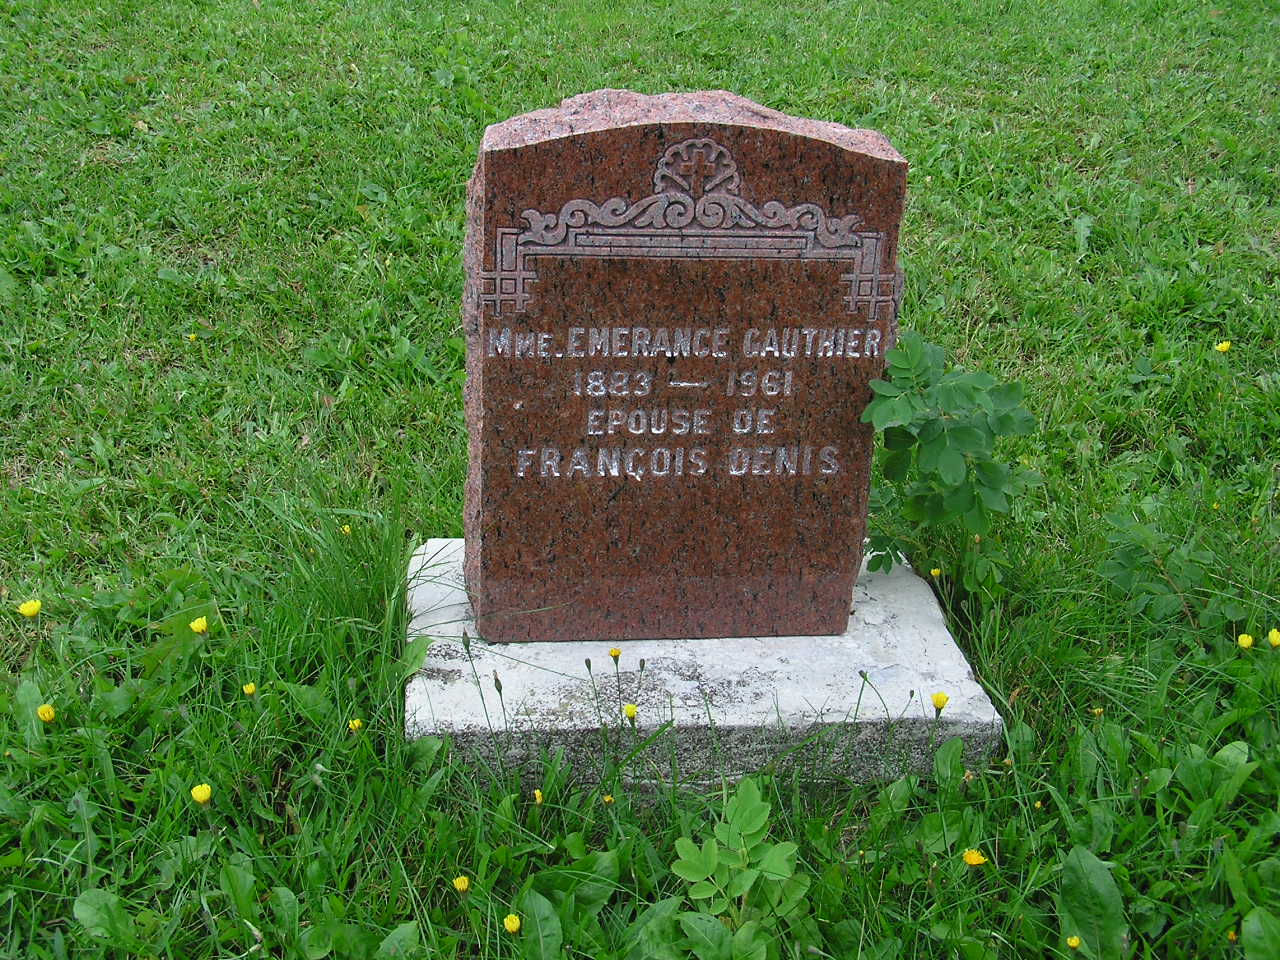 MME. EMERANCE GAUTHIER
1883 — 1961
EPOUSE DE
FRANÇOIS DENIS